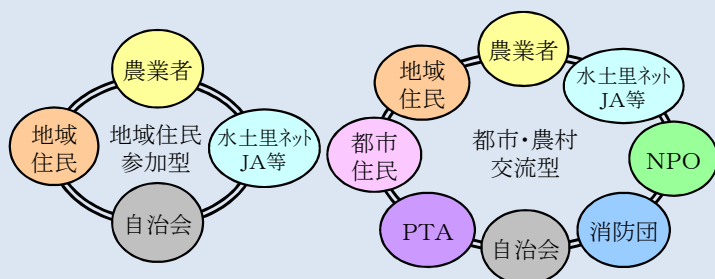 農業者
地域
住民
地域住民
参加型
水土里ネット
JA等
自治会
農業者
地域
住民
水土里ネット
JA等
都市
住民
都市・農村
交流型
NPO
PTA
自治会
消防団